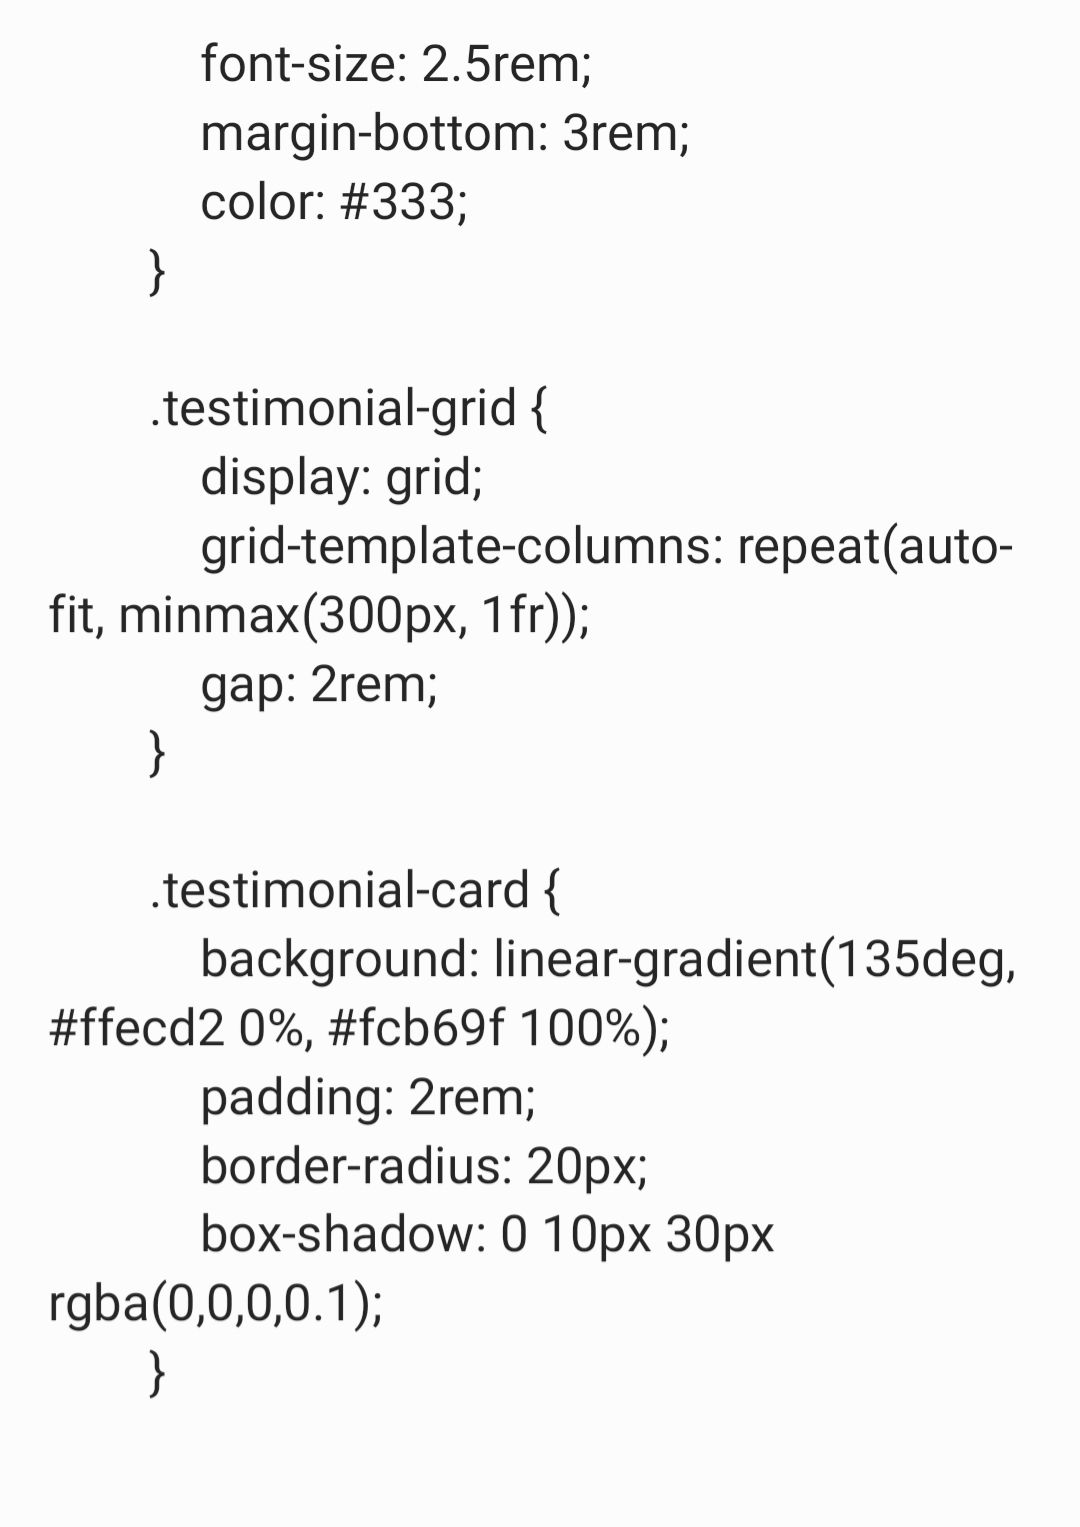 font-size: 2.5rem;
margin-bottom: 3rem;
color: #333;
}
.testimonial-grid {
display: grid;
grid-template-columns: repeat(auto-
fit, minmax(300px, 1fr));
gap: 2rem;
}
.testimonial-card {
background: linear-gradient(135deg,
#ffecd2 0%, #fcb69f 100%);
padding: 2rem;
border-radius: 20px;
box-shadow: 0 10px 30px
rgba(0,0,0,0.1);
}